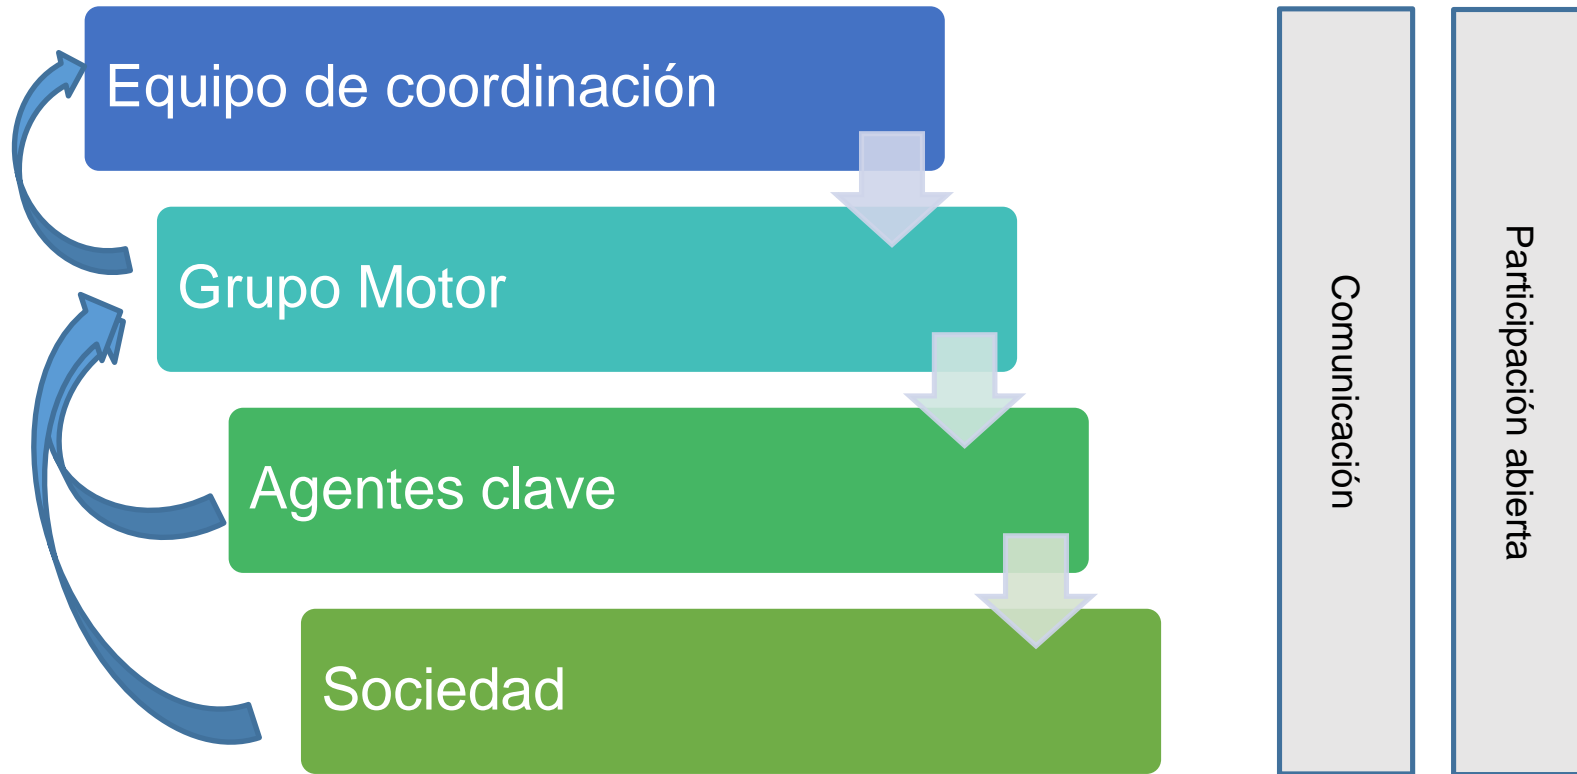 Equipo de coordinación
Grupo Motor
Agentes clave
Sociedad
Comunicación
Participación abierta